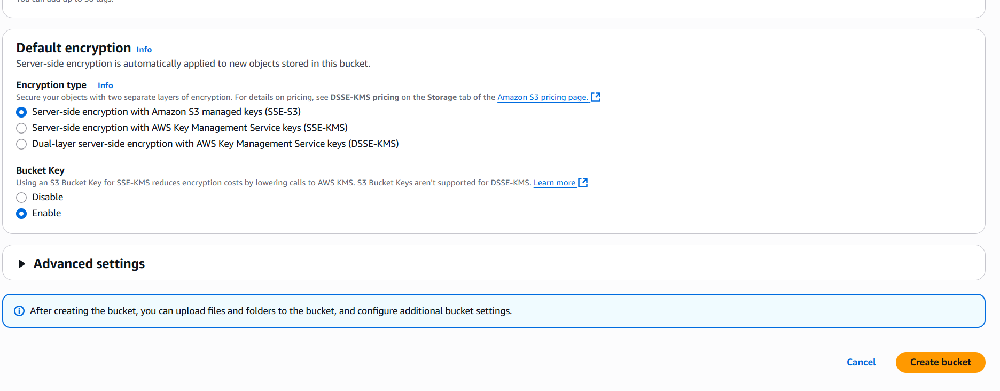 You can add up to 50 tags.
Default encryption Info
Server-side encryption is automatically applied to new objects stored in this bucket.
Encryption type Info
Secure your objects with two separate layers of encryption. For details on pricing, see DSSE-KMS pricing on the Storage tab of the Amazon S3 pricing page.
Server-side encryption with Amazon S3 managed keys (SSE-S3)
Server-side encryption with AWS Key Management Service keys (SSE-KMS)
Dual-layer server-side encryption with AWS Key Management Service keys (DSSE-KMS)
Bucket Key
Using an S3 Bucket Key for SSE-KMS reduces encryption costs by lowering calls to AWS KMS. S3 Bucket Keys aren't supported for DSSE-KMS. Learn more
Disable
Enable
Advanced settings
After creating the bucket, you can upload files and folders to the bucket, and configure additional bucket settings.
Cancel
Create bucket